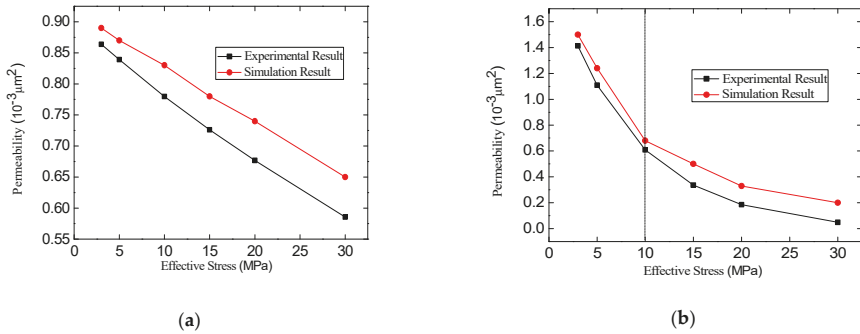 0.90
0.85
0.80
0.75
0.70
0.65
0.60
0.55
Permeability (10⁻³μm²)
Experimental Result
Simulation Result
0 5 10 15 20 25 30
Effective Stress (MPa)
(a)
1.6
1.4
1.2
1.0
0.8
0.6
0.4
0.2
0.0
Permeability (10⁻³μm²)
Experimental Result
Simulation Result
0 5 10 15 20 25 30
Effective Stress (MPa)
(b)